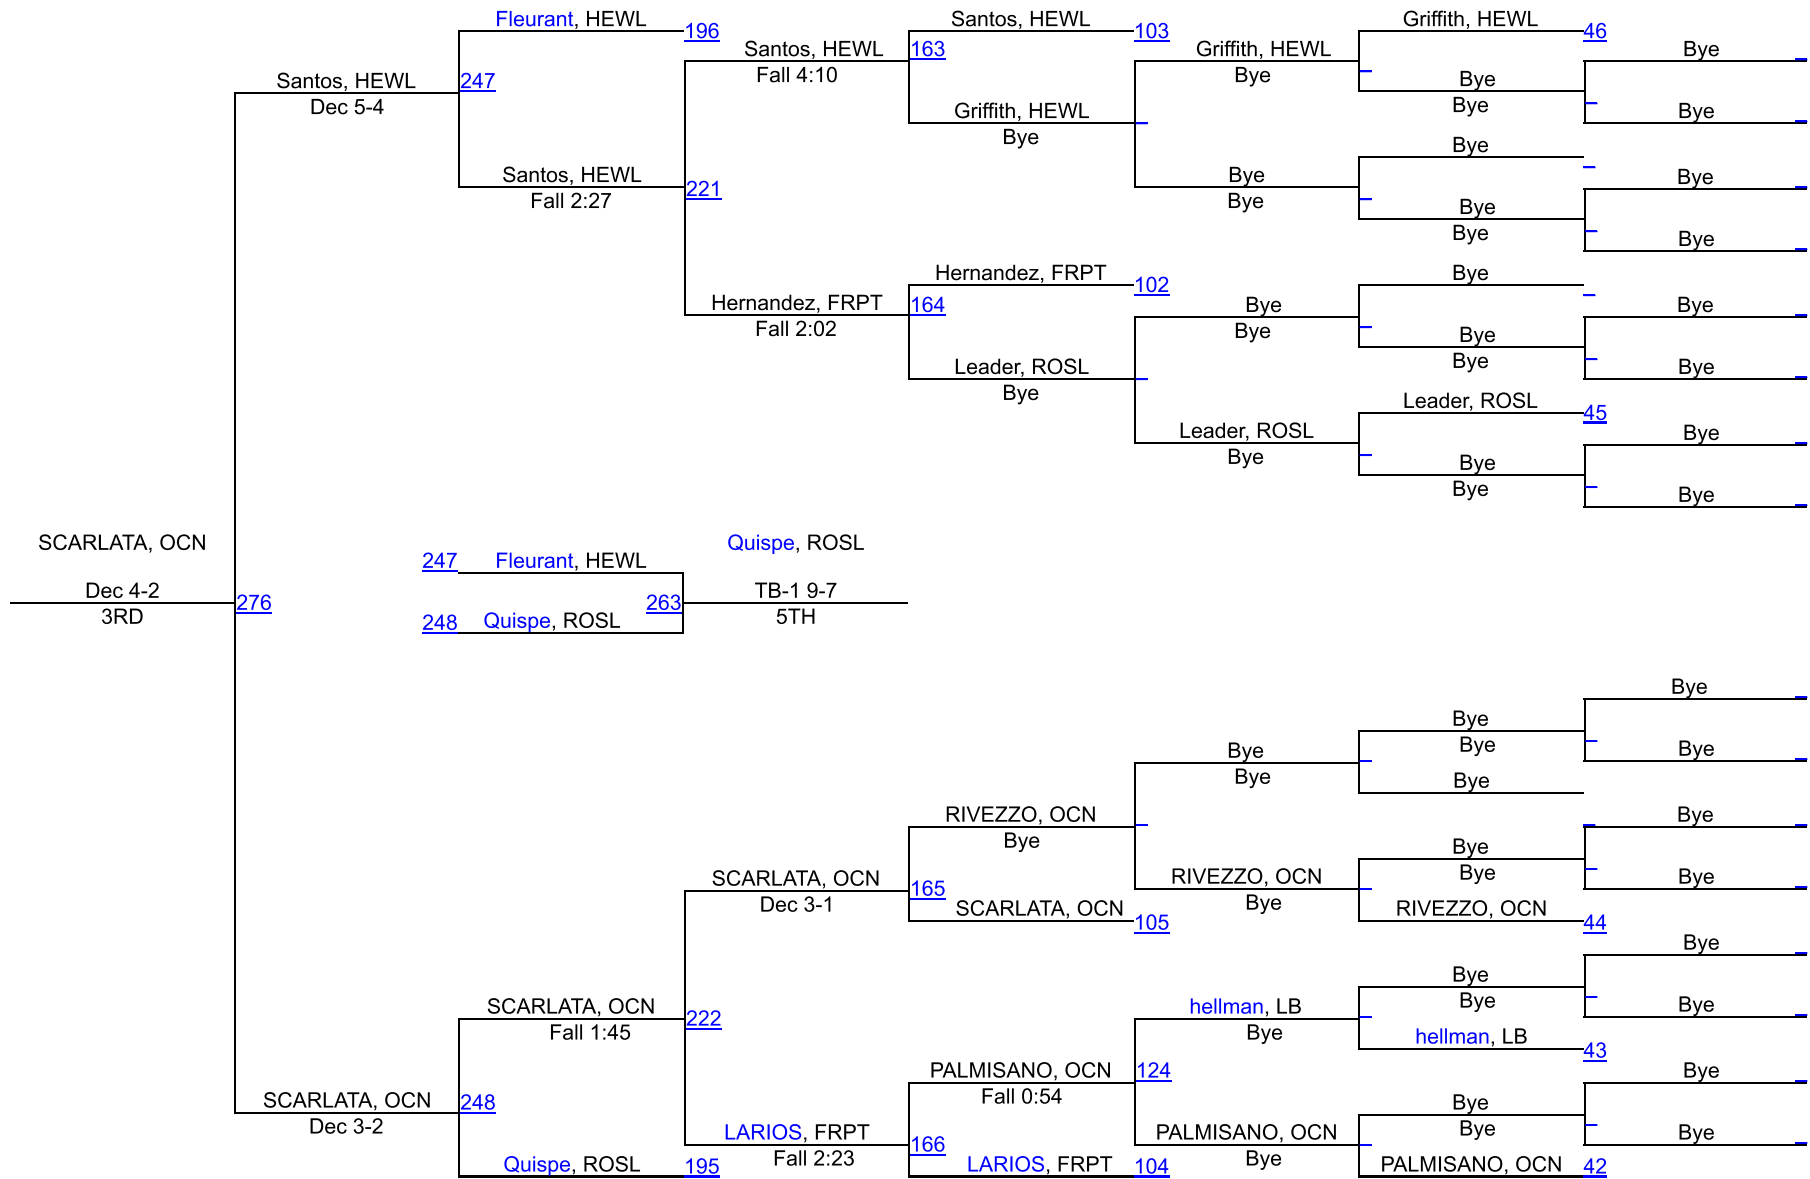 Fleurant, HEWL
196
Santos, HEWL
103
Griffith, HEWL
46
Santos, HEWL
Fall 4:10
163
Griffith, HEWL
Bye
Bye
Santos, HEWL
Dec 5-4
247
Bye
Bye
Griffith, HEWL
Bye
Bye
Bye
Santos, HEWL
Fall 2:27
221
Bye
Bye
Bye
Bye
Bye
Bye
Hernandez, FRPT
102
Bye
Hernandez, FRPT
Fall 2:02
164
Bye
Bye
Bye
Bye
Bye
Leader, ROSL
Bye
Bye
Leader, ROSL
45
Leader, ROSL
Bye
Bye
Bye
Bye
Bye
SCARLATA, OCN
Dec 4-2
3RD
276
247
Fleurant, HEWL
248
Quispe, ROSL
263
Quispe, ROSL
TB-1 9-7
5TH
Bye
Bye
Bye
Bye
Bye
Bye
Bye
RIVEZZO, OCN
Bye
Bye
Bye
Bye
SCARLATA, OCN
Dec 3-1
165
RIVEZZO, OCN
Bye
Bye
SCARLATA, OCN
105
RIVEZZO, OCN
44
Bye
Bye
Bye
SCARLATA, OCN
Fall 1:45
222
hellman, LB
Bye
Bye
hellman, LB
43
PALMISANO, OCN
Fall 0:54
124
Bye
SCARLATA, OCN
Dec 3-2
248
Bye
Bye
LARIOS, FRPT
Fall 2:23
166
PALMISANO, OCN
Bye
Bye
Quispe, ROSL
195
LARIOS, FRPT
104
PALMISANO, OCN
42